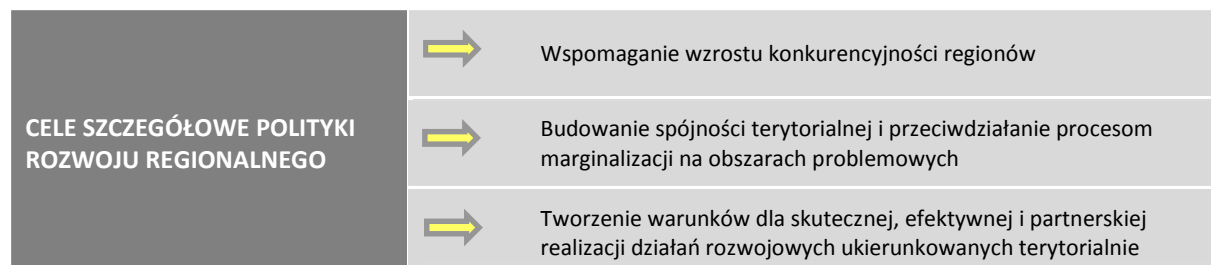 CELE SZCZEGÓŁOWE POLITYKI
ROZWOJU REGIONALNEGO
Wspomaganie wzrostu konkurencyjności regionów
Budowanie spójności terytorialnej i przeciwdziałanie procesom
marginalizacji na obszarach problemowych
Tworzenie warunków dla skutecznej, efektywnej i partnerskiej
realizacji działań rozwojowych ukierunkowanych terytorialnie